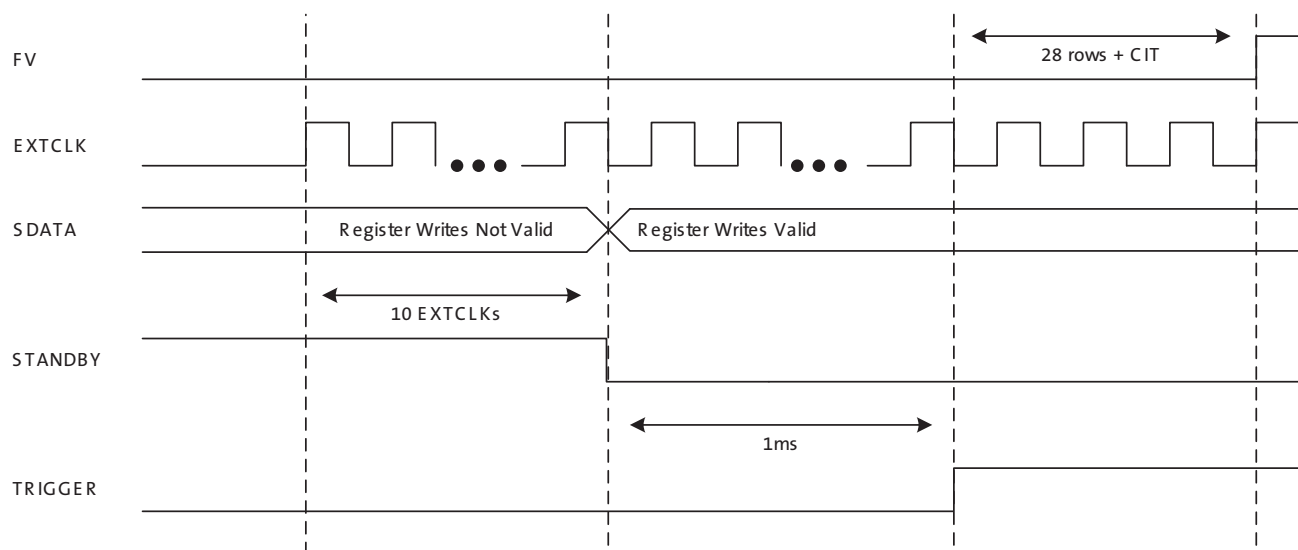 28 rows + CIT
FV
EXTCLK
SDATA
Register Writes Not Valid
Register Writes Valid
10 EXTCLKs
STANDBY
1ms
TRIGGER